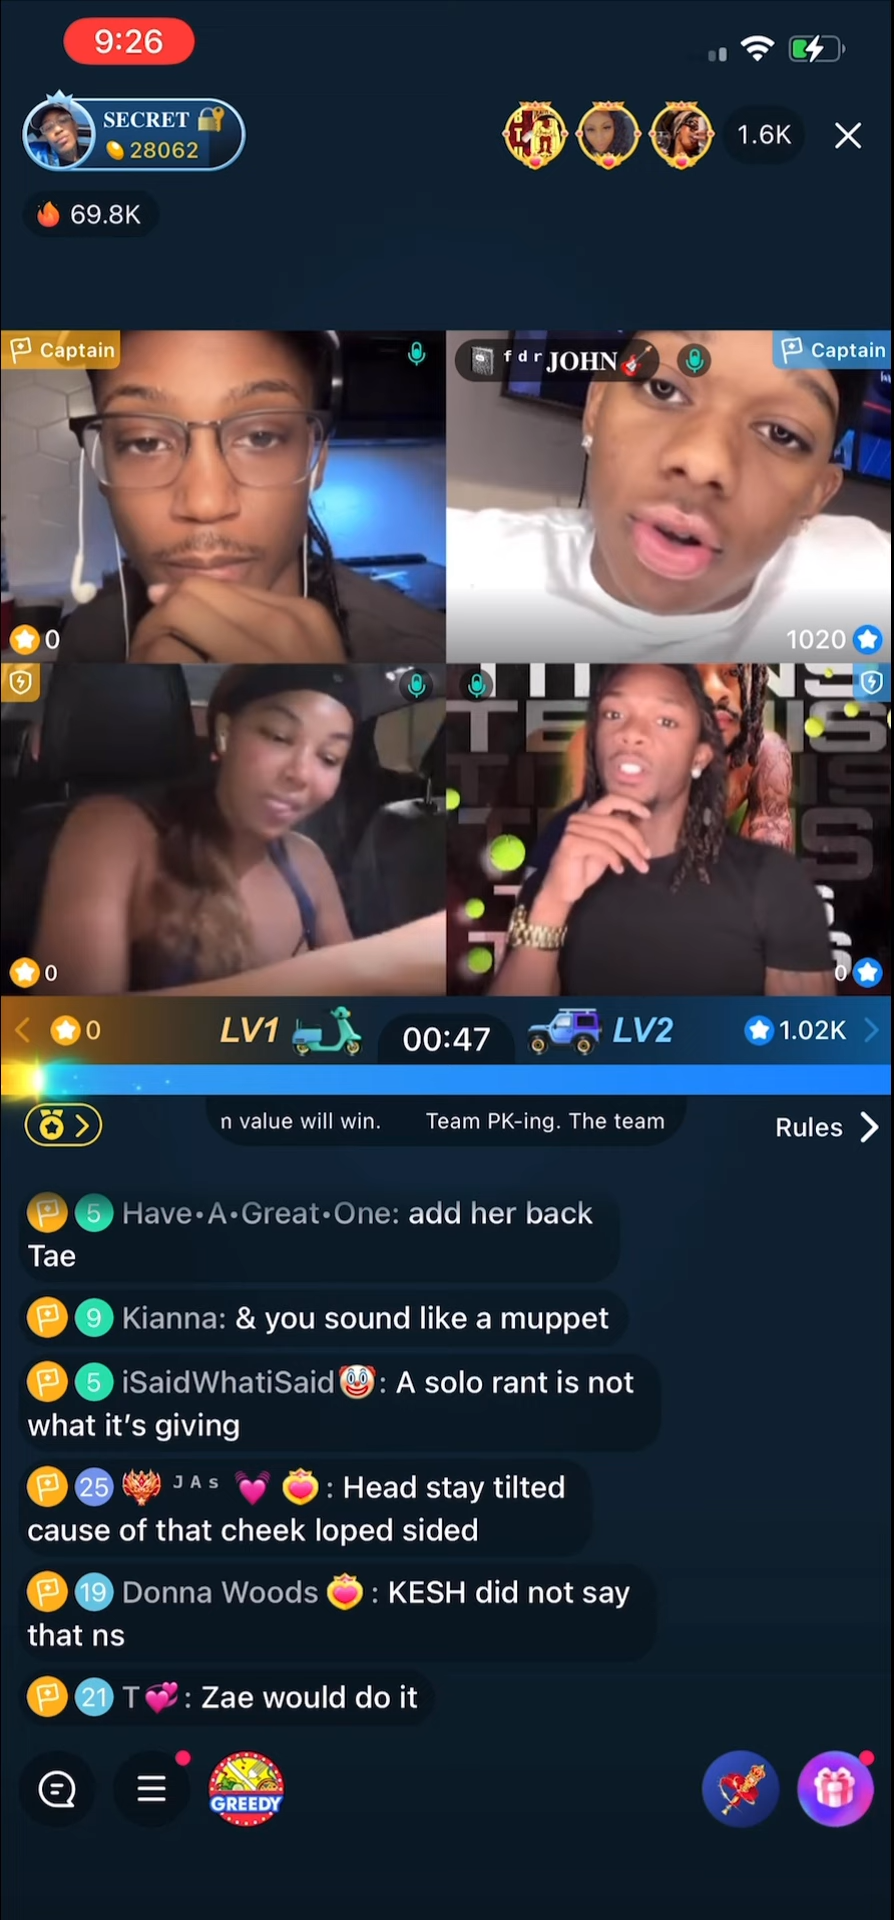 9:26
SECRET 🔐
28062
1.6K
🔥 69.8K
Captain
ᶠ ᵈ ʳ JOHN🎸
Captain
0
1020
TENNIS
0
0
0
LV1
00:47
LV2
1.02K
n value will win. Team PK-ing. The team
Rules
5 Have•A•Great•One: add her back
Tae
9 Kianna: & you sound like a muppet
5 iSaidWhatiSaid🤡: A solo rant is not
what it's giving
25 ᴶ ᴬ ˢ 💓 : Head stay tilted
cause of that cheek loped sided
19 Donna Woods : KESH did not say
that ns
21 T💞: Zae would do it
GREEDY